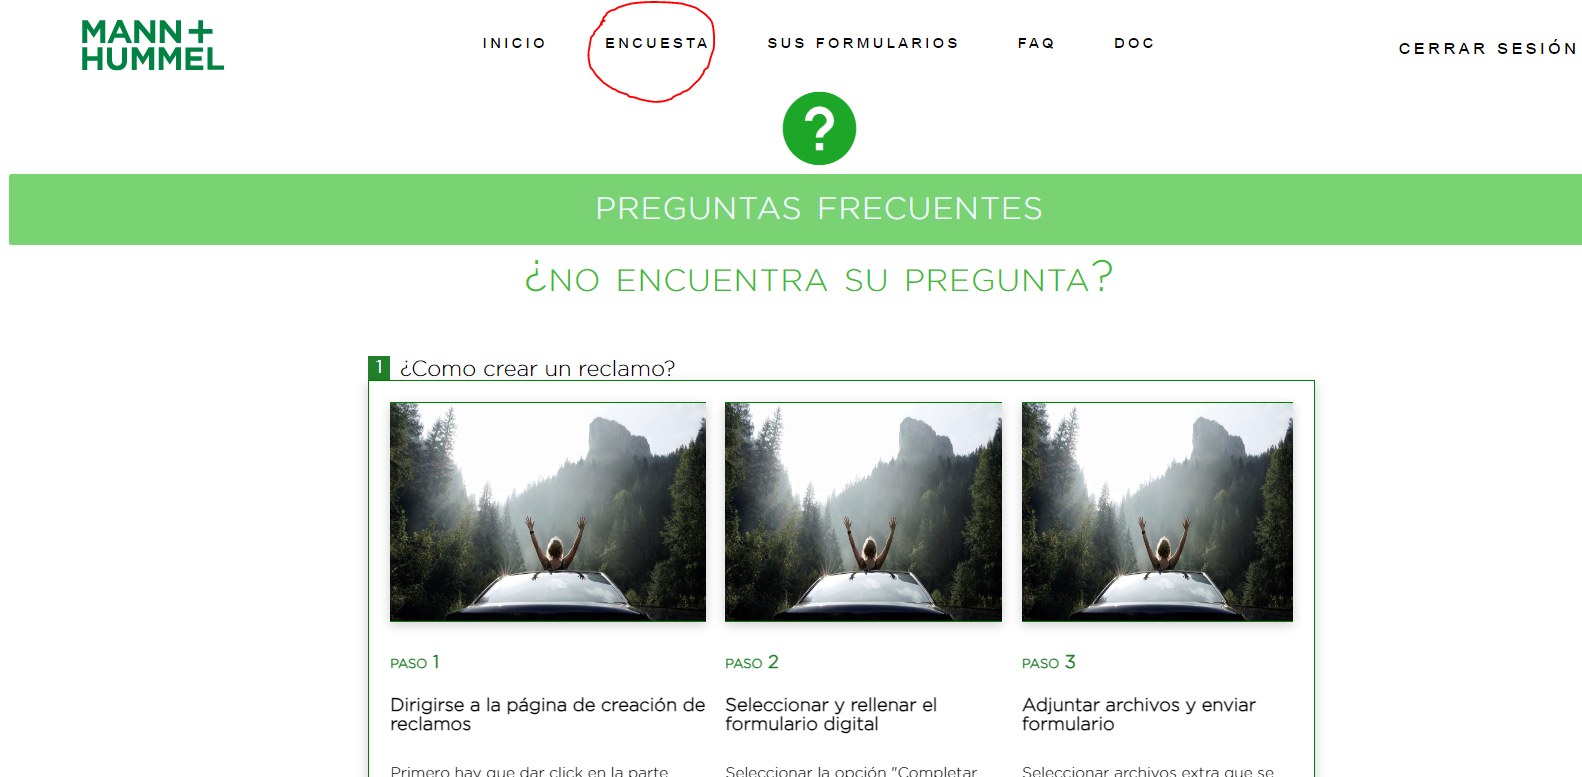 MANN+
HUMMEL
INICIO
ENCUESTA
SUS FORMULARIOS
FAQ
DOC
CERRAR SESIÓN
?
PREGUNTAS FRECUENTES
¿NO ENCUENTRA SU PREGUNTA?
1 ¿Como crear un reclamo?
PASO 1
Dirigirse a la página de creación de
reclamos
Primero hay que dar click en la parte
PASO 2
Seleccionar y rellenar el
formulario digital
Seleccionar la opción "Completar
PASO 3
Adjuntar archivos y enviar
formulario
Seleccionar archivos extra que se